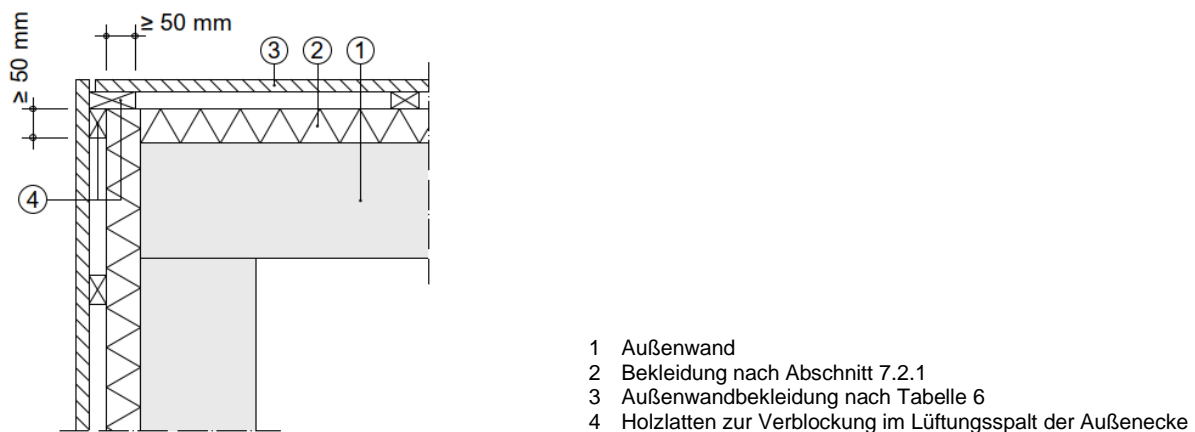 ≥ 50 mm
≥ 50 mm
3 2 1
4
1 Außenwand
2 Bekleidung nach Abschnitt 7.2.1
3 Außenwandbekleidung nach Tabelle 6
4 Holzlatten zur Verblockung im Lüftungsspalt der Außenecke